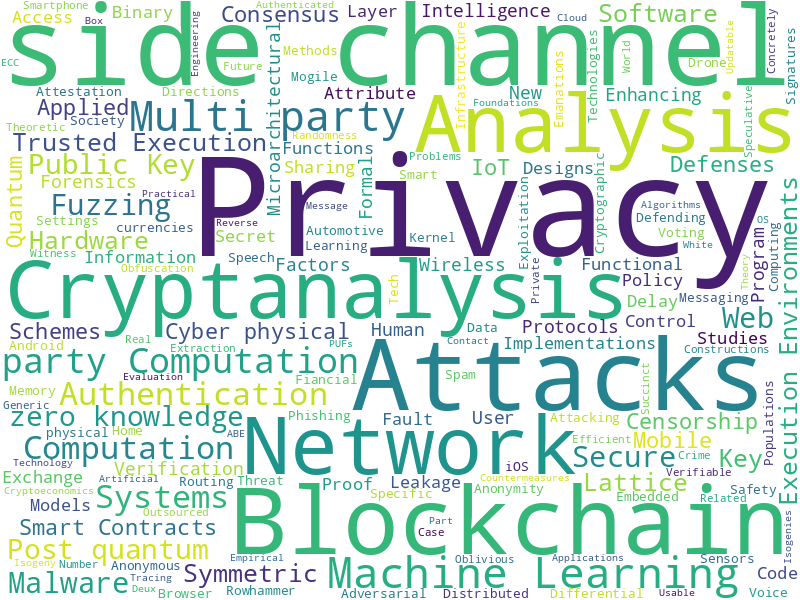 Smartphone
Access
Binary
Box
Engineering
Consensus
Authenticated
Layer
Intelligence
Cloud
Software
ECC
side channel
Future
Methods
Infrastructure
Emanations
Technologies
World
Drone
Updatable
Concretely
Signatures
Attestation
Directions
Mogile
Applied
Society
Theoretic
Multi party
Microarchitectural
Attribute
New
Foundations
Enhancing
Analysis
Speculative
Trusted Execution
Randomness
Functions
Public Key
Forensics
Quantum
Practical
Settings
Sharing
Formal
Problems
Smart
IoT
Designs
Defenses
Cryptographic
Privacy
Fuzzing
currencies
Secret
Reverse
Message
Automotive
Learning
Kernel
Exploitation
Algorithms
Defending
Voting
OS
White
Computing
Program
Execution Environments
Hardware
Witness
Information
Obfuscation
Speech
Factors
Wireless
Private
Functional
Policy
Theory
Cryptanalysis
Tech
Delay
Messaging
Web
Schemes
Cyber physical
Human
Data
Protocols
Control
Studies
Android
Real
Extraction
PUFs
Contact
Implementations
Constructions
party Computation
Attacks
Evaluation
Fiancial
Spam
Memory
Generic
Authentication
Succinct
Populations
zero knowledge
Phishing
Fault
User
Attacking
Censorship
physical
Home
ABE
Network
Efficient
Mobile
Crime
Computation
Secure
Key
Technology
Artificial
Verification
Verifiable
Exchange
Routing
Threat
Proof
Leakage
iOS
Countermeasures
Lattice
Safety
Cryptoeconomics
Models
Systems
Specific
Anonymity
Embedded
Related
Outsourced
Blockchain
Smart Contracts
Part
Case
Isogenies
Post quantum
Isogeny
Number
Anonymous
Empirical
Oblivious
Applications
Sensors
Tracing
Symmetric
Machine Learning
Code
Malware
Deux
Browser
Rowhammer
Adversarial
Distributed
Differential
Usable
Voice